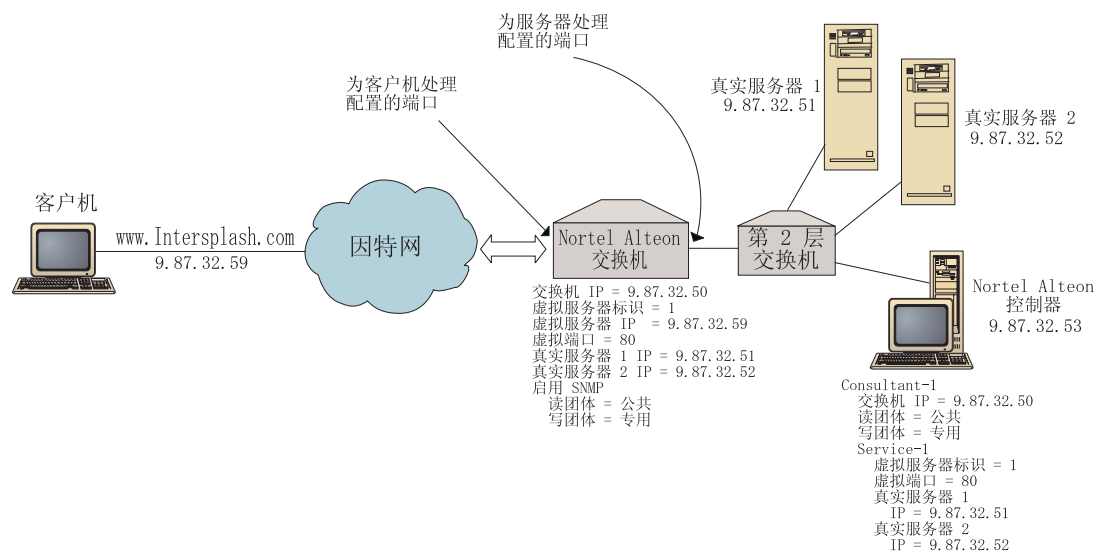 为服务器处理
配置的端口
为客户机处理
配置的端口
真实服务器 1
9.87.32.51
真实服务器 2
9.87.32.52
客户机
www.Intersplash.com
9.87.32.59
因特网
Nortel Alteon
交换机
第 2 层
交换机
交换机 IP = 9.87.32.50
虚拟服务器标识 = 1
虚拟服务器 IP = 9.87.32.59
虚拟端口 = 80
真实服务器 1 IP = 9.87.32.51
真实服务器 2 IP = 9.87.32.52
启用 SNMP
读团体 = 公共
写团体 = 专用
Nortel Alteon
控制器
9.87.32.53
Consultant-1
交换机 IP = 9.87.32.50
读团体 = 公共
写团体 = 专用
Service-1
虚拟服务器标识 = 1
虚拟端口 = 80
真实服务器 1
IP = 9.87.32.51
真实服务器 2
IP = 9.87.32.52